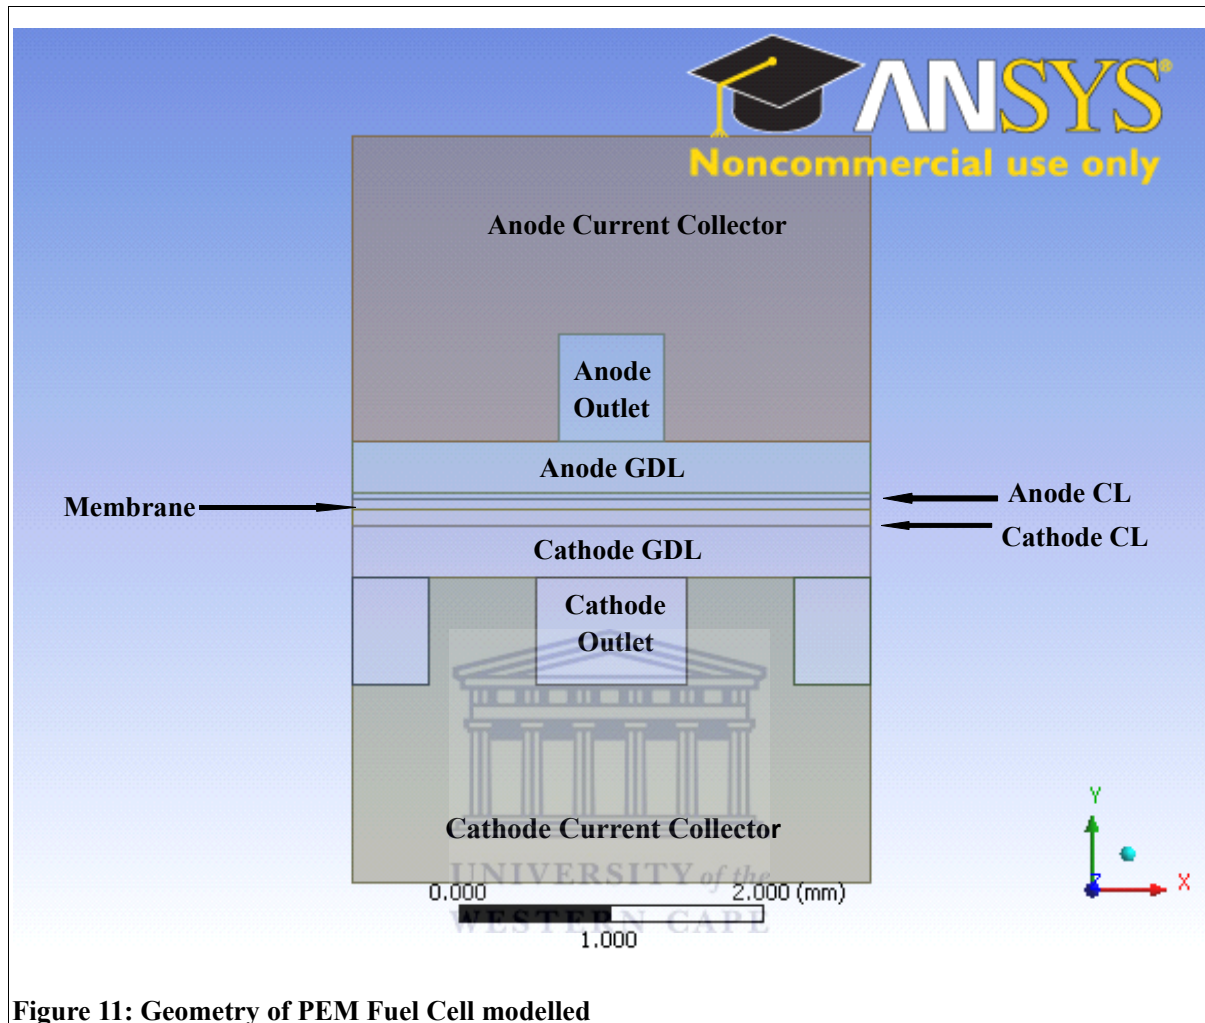 ANSYS®
Noncommercial use only
Anode Current Collector
Anode
Outlet
Anode GDL
Membrane
Anode CL
Cathode CL
Cathode GDL
Cathode
Outlet
Cathode Current Collector
UNIVERSITY of the
WESTERN CAPE
0.000
2.000 (mm)
1.000
Y
Z
X
Figure 11: Geometry of PEM Fuel Cell modelled